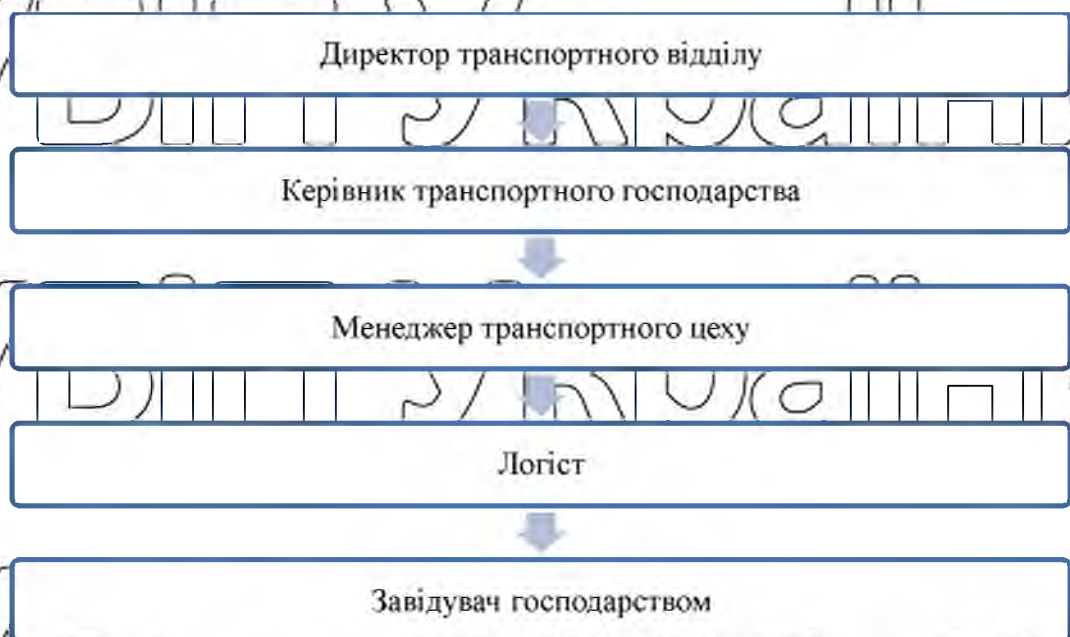 Директор транспортного відділу
Керівник транспортного господарства
Менеджер транспортного цеху
Логіст
Завідувач господарством